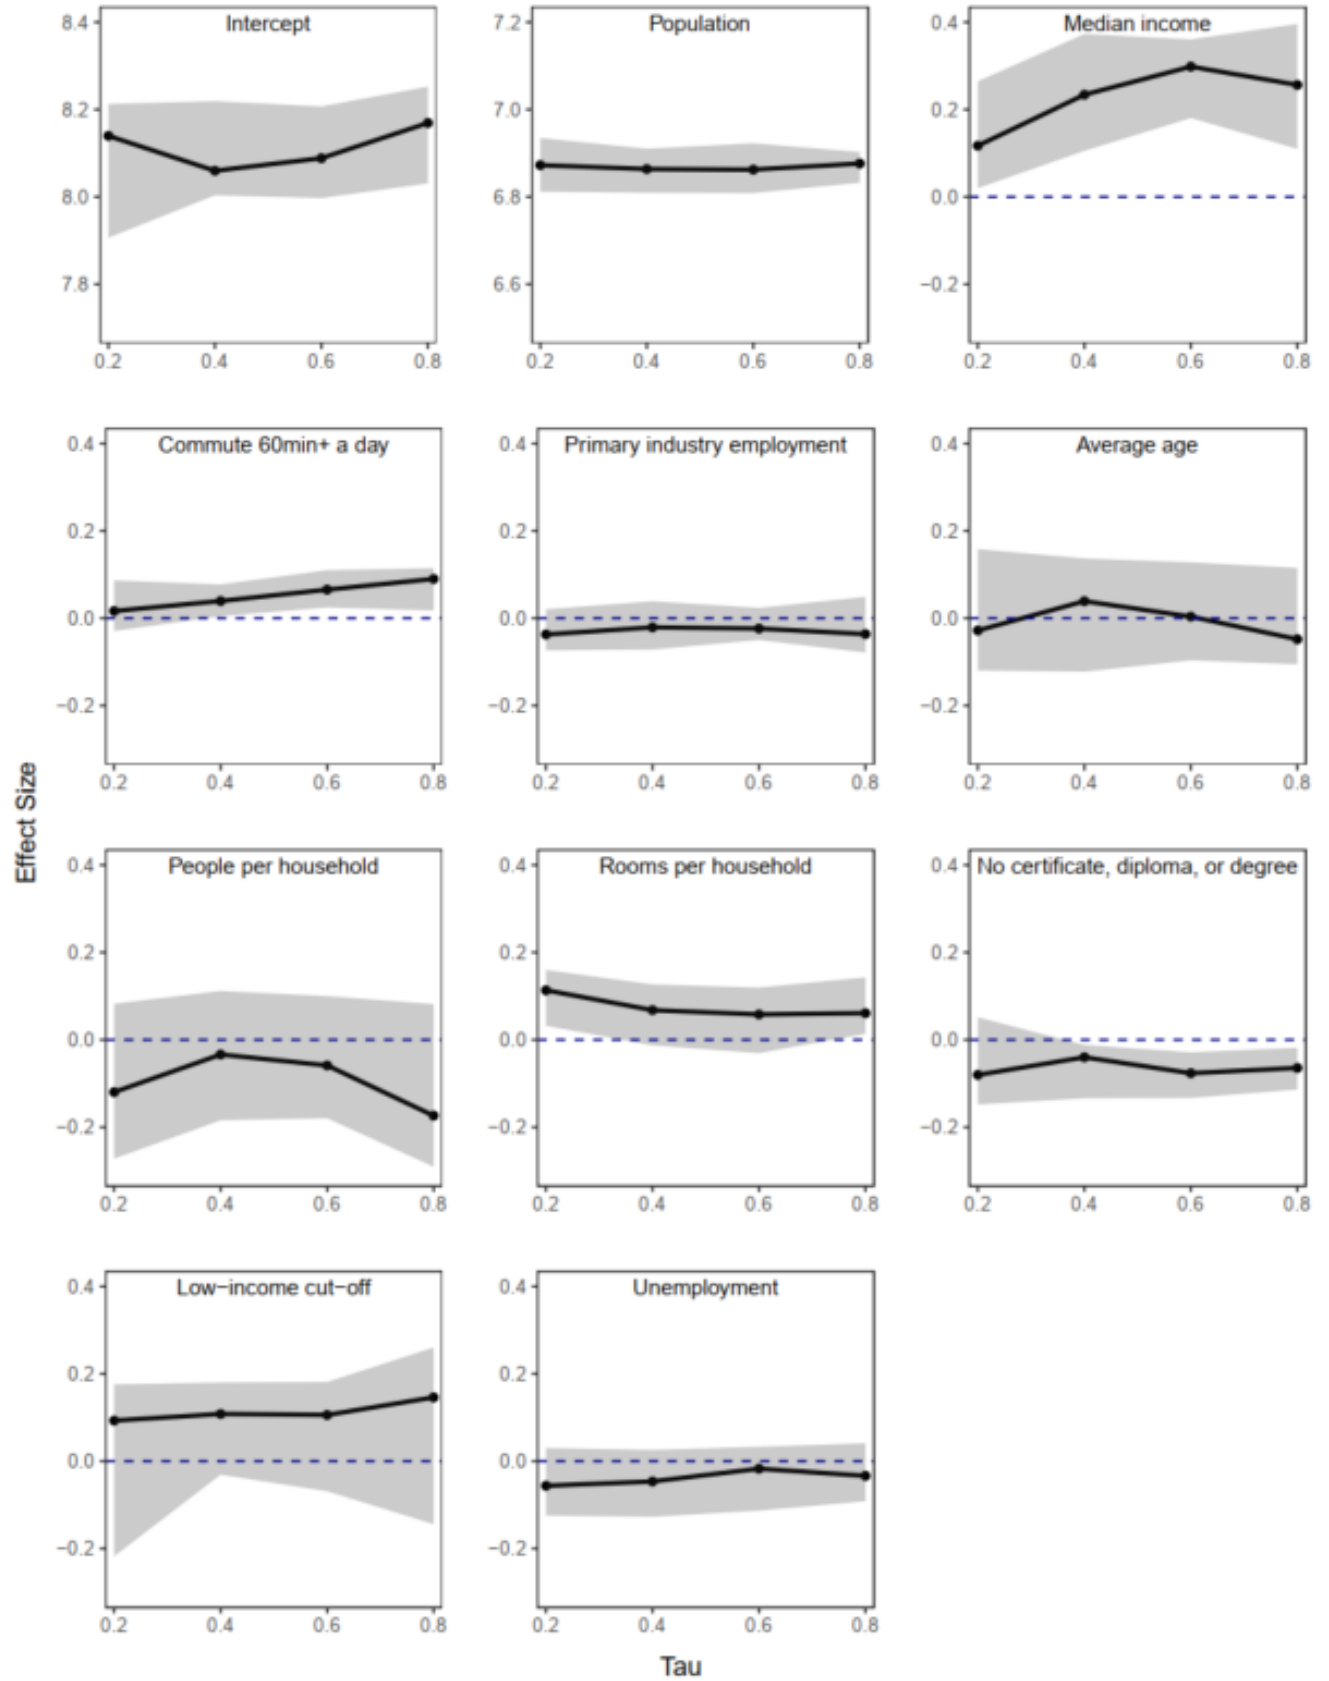 Intercept
8.4
8.2
8.0
7.8
0.2 0.4 0.6 0.8
Population
7.2
7.0
6.8
6.6
0.2 0.4 0.6 0.8
Median income
0.4
0.2
0.0
−0.2
0.2 0.4 0.6 0.8
Commute 60min+ a day
0.4
0.2
0.0
−0.2
0.2 0.4 0.6 0.8
Primary industry employment
0.4
0.2
0.0
−0.2
0.2 0.4 0.6 0.8
Average age
0.4
0.2
0.0
−0.2
0.2 0.4 0.6 0.8
Effect Size
People per household
0.4
0.2
0.0
−0.2
0.2 0.4 0.6 0.8
Rooms per household
0.4
0.2
0.0
−0.2
0.2 0.4 0.6 0.8
No certificate, diploma, or degree
0.4
0.2
0.0
−0.2
0.2 0.4 0.6 0.8
Low−income cut−off
0.4
0.2
0.0
−0.2
0.2 0.4 0.6 0.8
Unemployment
0.4
0.2
0.0
−0.2
0.2 0.4 0.6 0.8
Tau